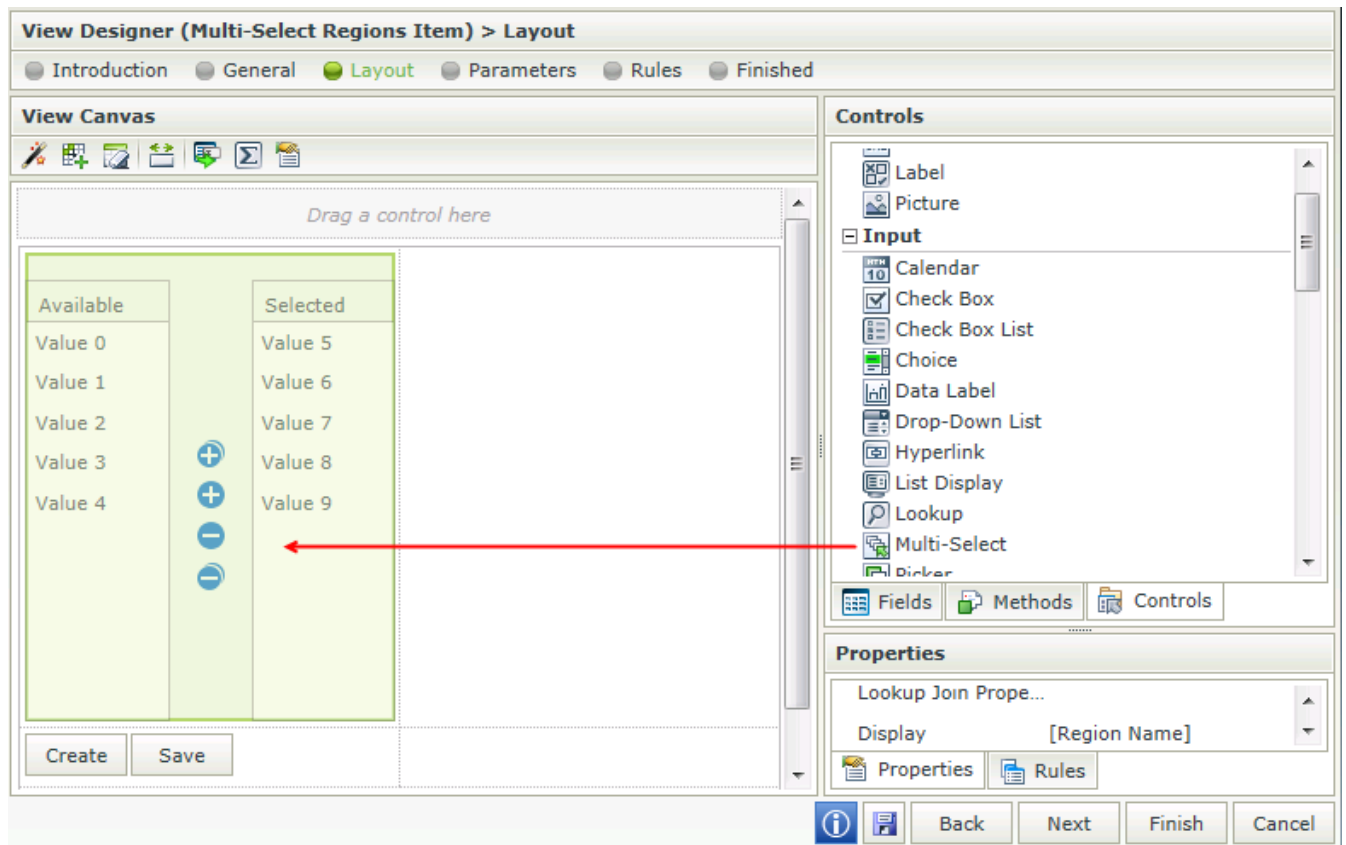 View Designer (Multi-Select Regions Item) > Layout
Introduction General Layout Parameters Rules Finished
View Canvas
Drag a control here
Available Selected
Value 0 Value 5
Value 1 Value 6
Value 2 Value 7
Value 3 Value 8
Value 4 Value 9
Create Save
Controls
Label
Picture
Input
HTH
10
Calendar
Check Box
Check Box List
Choice
Data Label
Drop-Down List
Hyperlink
List Display
Lookup
Multi-Select
Picker
Fields Methods Controls
Properties
Lookup Join Prope...
Display [Region Name]
Properties Rules
Back Next Finish Cancel